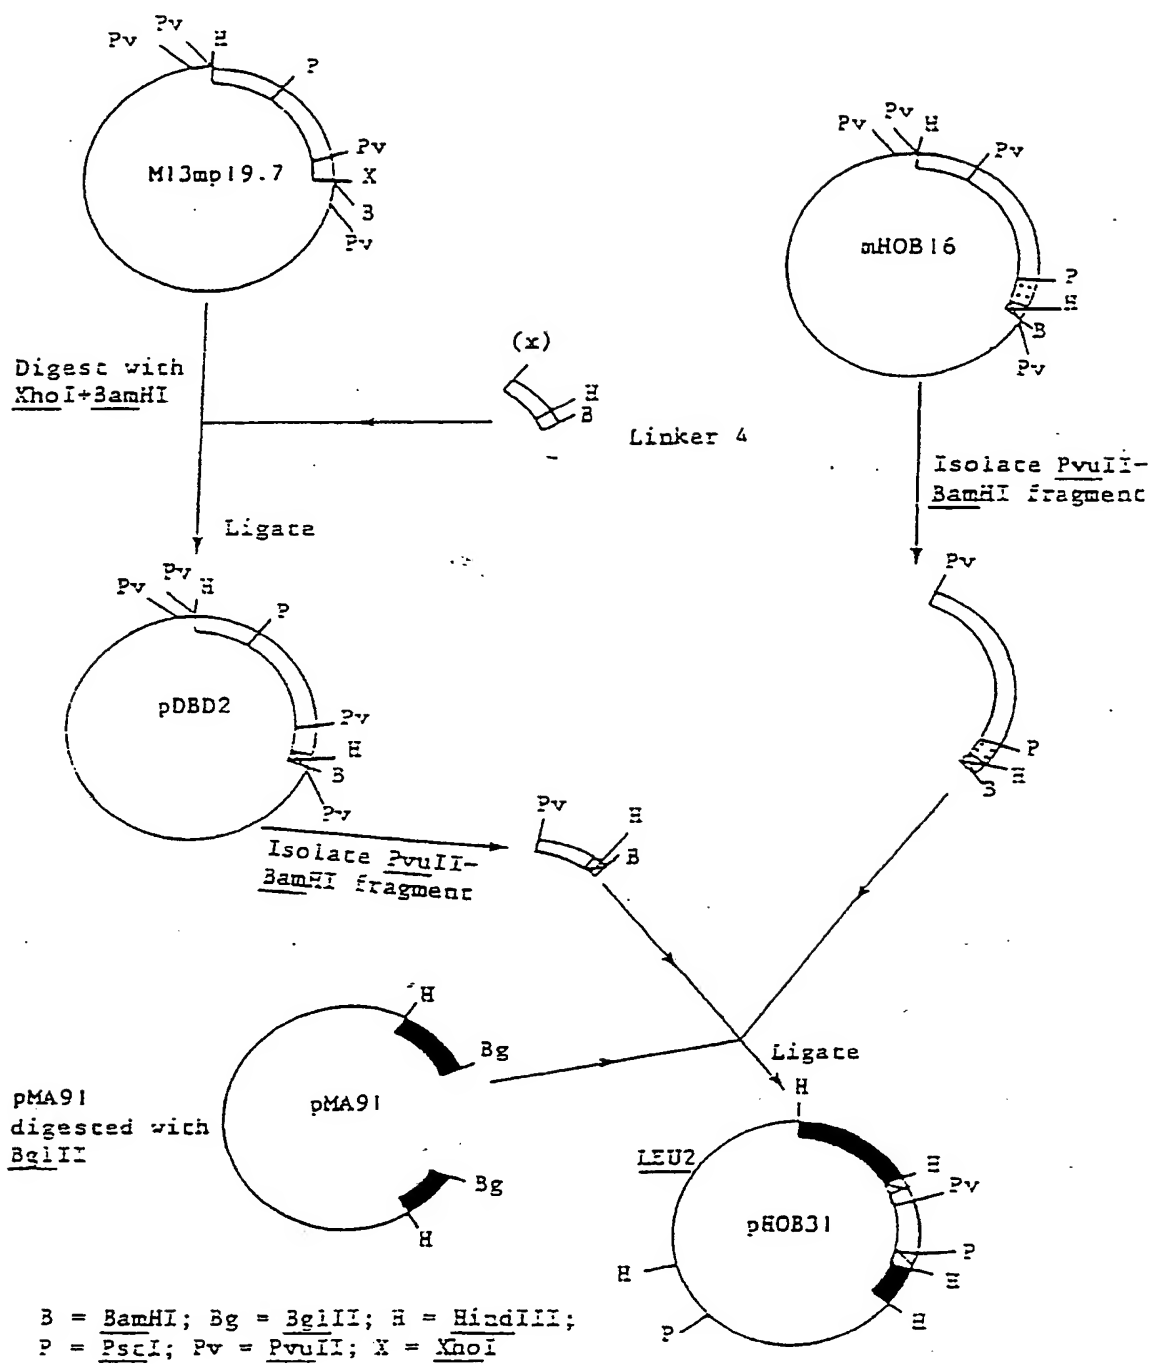 Pv
Pv
H
P
Pv
X
B
Pv
M13mp19.7
Pv
Pv
H
Pv
P
H
B
Pv
mHOB16
Digest with
XhoI+BamHI
(x)
H
B
Linker 4
Isolate PvuII-
BamHI fragment
Ligate
Pv
Pv
H
P
Pv
H
B
Pv
pDBD2
Pv
P
H
B
Isolate PvuII-
BamHI fragment
Pv
H
B
H
Bg
pMA91
Bg
H
pMA91
digested with
BglII
Ligate
H
LEU2
H
Pv
P
H
H
pHOB31
H
P
B = BamHI; Bg = BglII; H = HindIII;
P = PstI; Pv = PvuII; X = XhoI